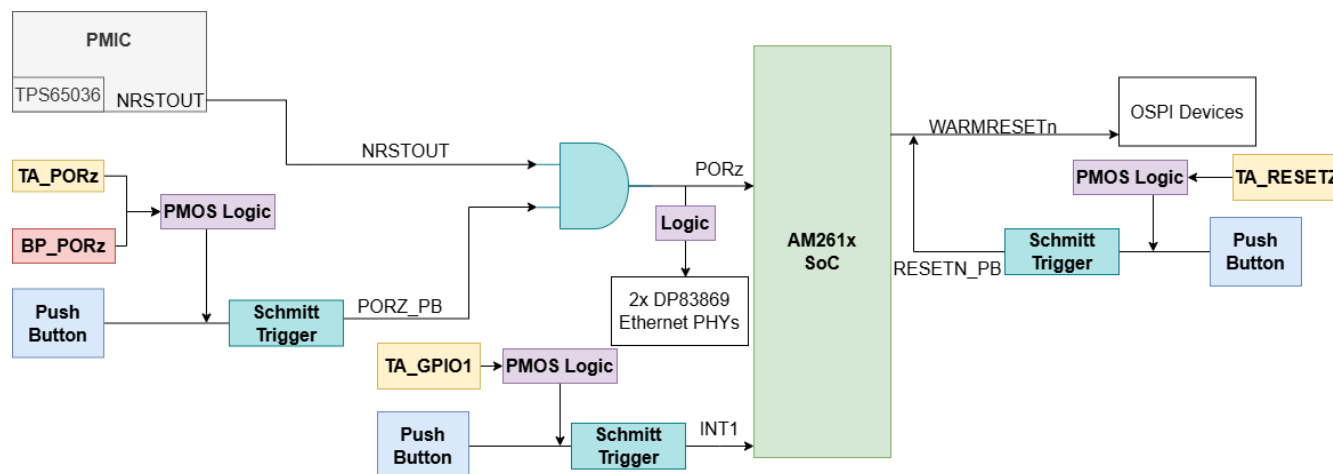 PMIC
TPS65036
NRSTOUT
NRSTOUT
TA_PORz
PMOS Logic
BP_PORz
Push
Button
Schmitt
Trigger
PORZ_PB
PORz
Logic
2x DP83869
Ethernet PHYs
TA_GPIO1
PMOS Logic
Push
Button
Schmitt
Trigger
INT1
AM261x
SoC
WARMRESETn
OSPI Devices
PMOS Logic
TA_RESETZ
RESETN_PB
Schmitt
Trigger
Push
Button